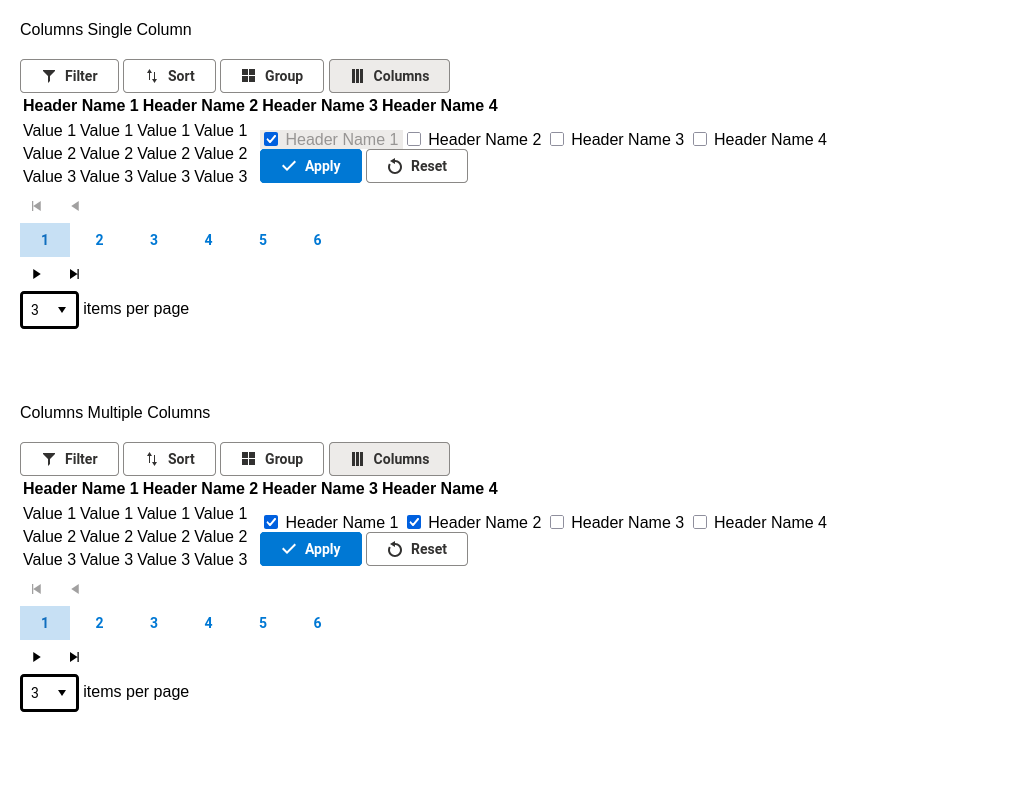 Columns Single Column
Filter Sort Group Columns
Header Name 1 Header Name 2 Header Name 3 Header Name 4
Value 1 Value 1 Value 1 Value 1
Value 2 Value 2 Value 2 Value 2
Value 3 Value 3 Value 3 Value 3
Header Name 1 Header Name 2 Header Name 3 Header Name 4
Apply Reset
1 2 3 4 5 6
3 items per page
Columns Multiple Columns
Filter Sort Group Columns
Header Name 1 Header Name 2 Header Name 3 Header Name 4
Value 1 Value 1 Value 1 Value 1
Value 2 Value 2 Value 2 Value 2
Value 3 Value 3 Value 3 Value 3
Header Name 1 Header Name 2 Header Name 3 Header Name 4
Apply Reset
1 2 3 4 5 6
3 items per page